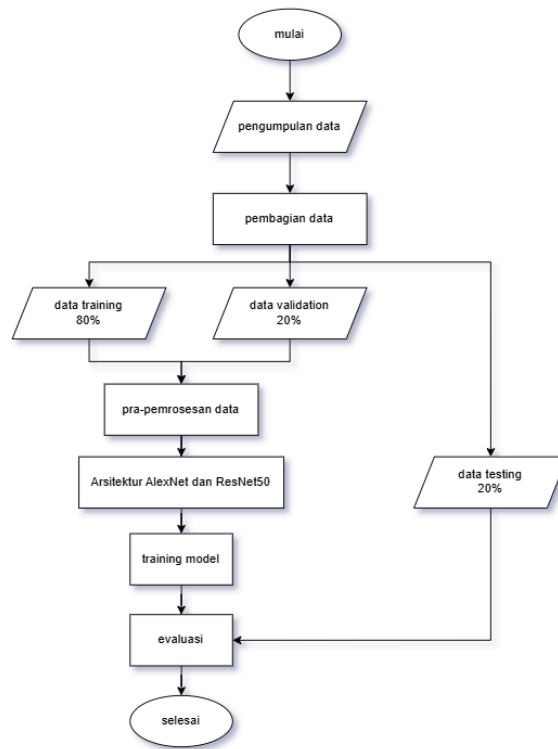 mulai
pengumpulan data
pembagian data
data training
80%
data validation
20%
pra-pemrosesan data
Arsitektur AlexNet dan ResNet50
data testing
20%
training model
evaluasi
selesai